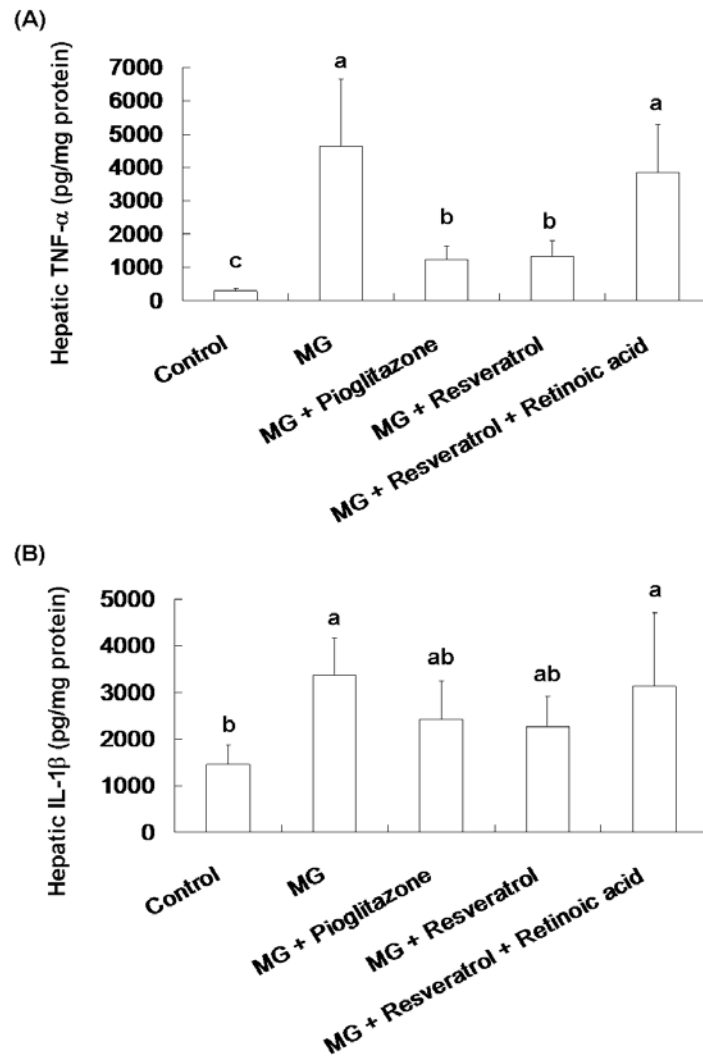 (A)
Hepatic TNF-α (pg/mg protein)
7000
6000
5000
4000
3000
2000
1000
0
a
a
b
b
c
Control
MG
MG + Pioglitazone
MG + Resveratrol
MG + Resveratrol + Retinoic acid
(B)
Hepatic IL-1β (pg/mg protein)
5000
4000
3000
2000
1000
0
b
a
ab
ab
a
Control
MG
MG + Pioglitazone
MG + Resveratrol
MG + Resveratrol + Retinoic acid